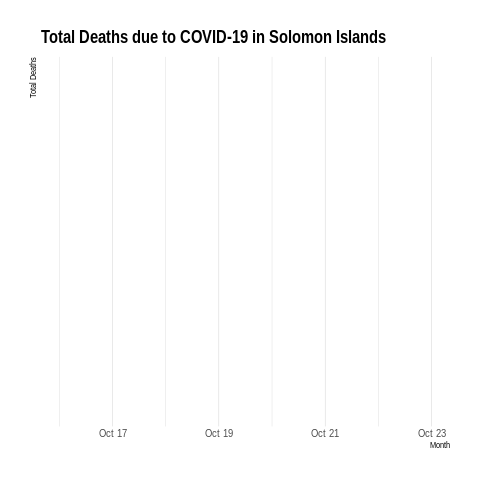 Total Deaths due to COVID-19 in Solomon Islands
Total Deaths
Oct 17 Oct 19 Oct 21 Oct 23
Month